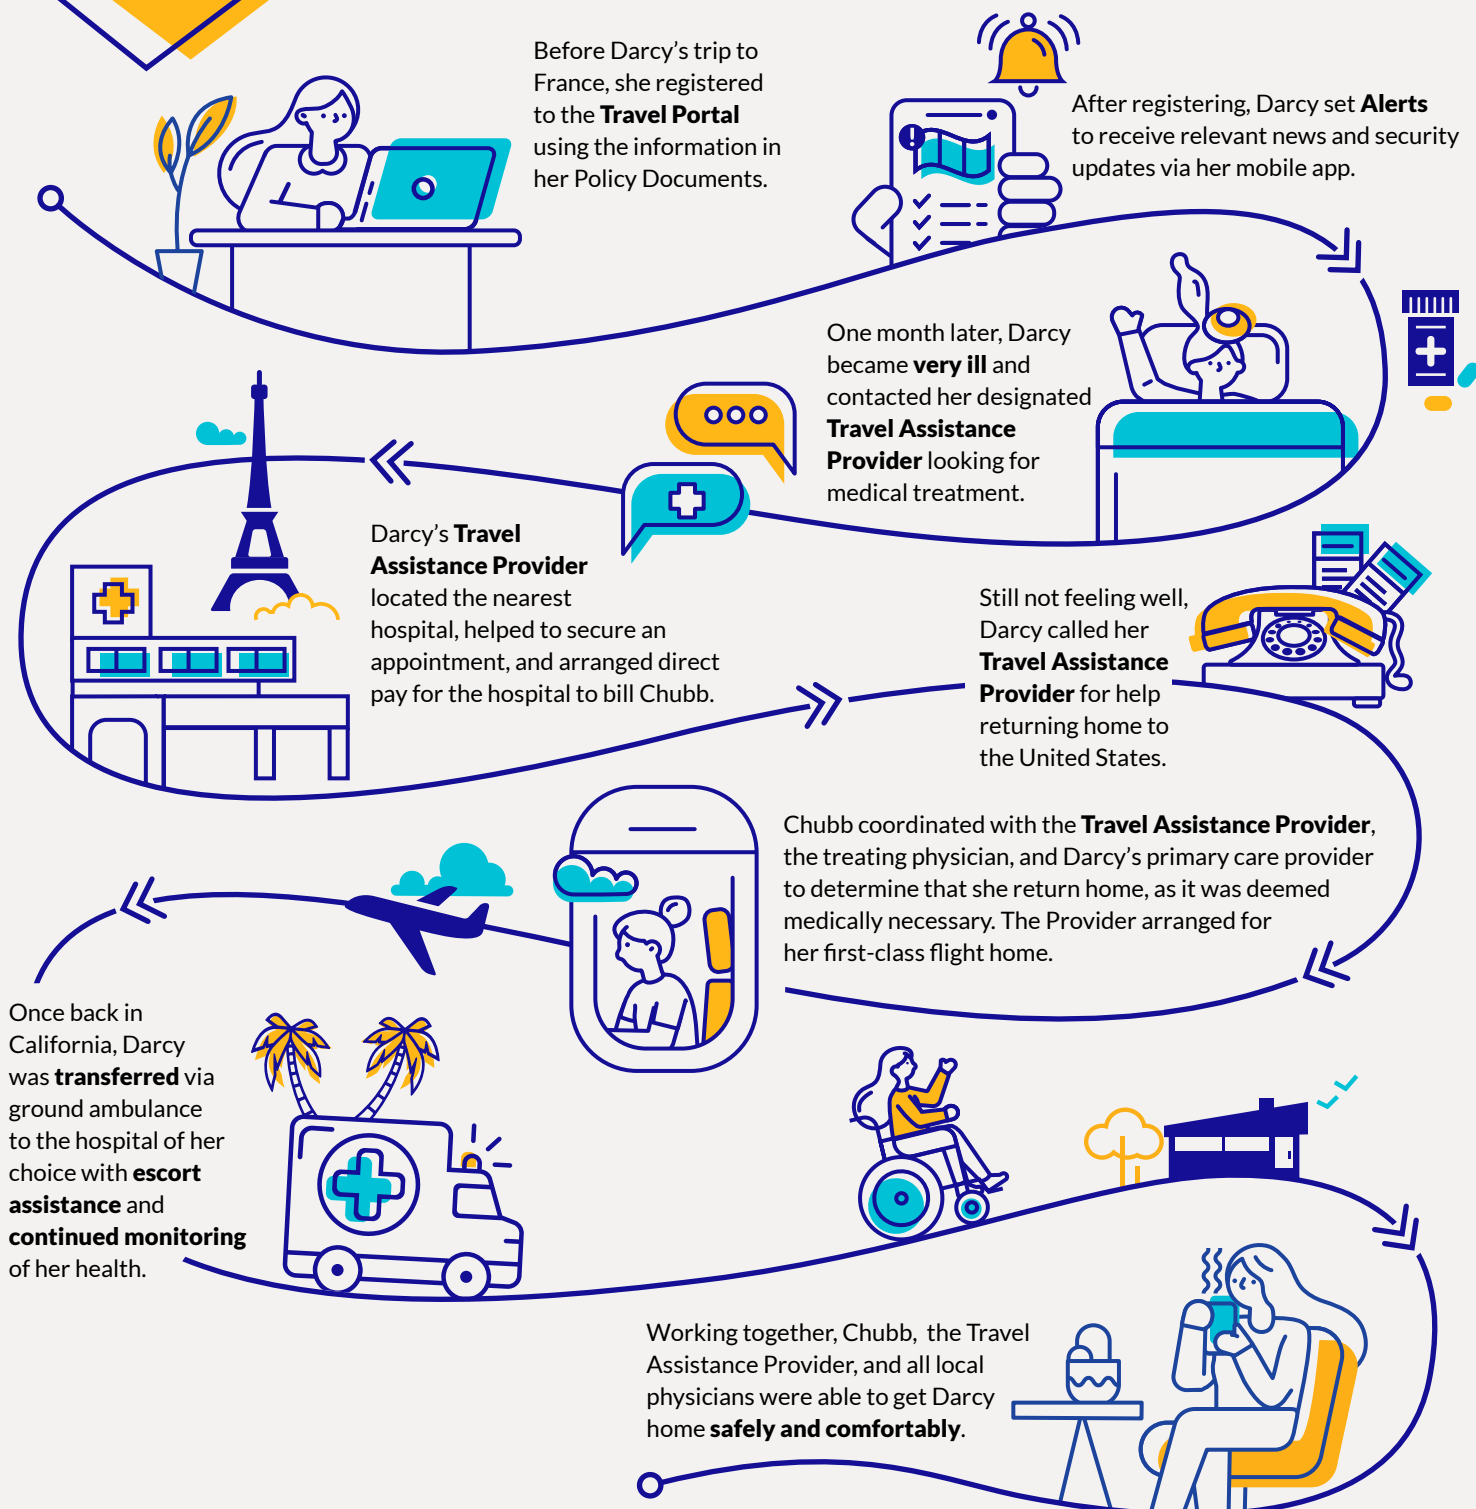 Before Darcy’s trip to
France, she registered
to the Travel Portal
using the information in
her Policy Documents.
After registering, Darcy set Alerts
to receive relevant news and security
updates via her mobile app.
One month later, Darcy
became very ill and
contacted her designated
Travel Assistance
Provider looking for
medical treatment.
Darcy’s Travel
Assistance Provider
located the nearest
hospital, helped to secure an
appointment, and arranged direct
pay for the hospital to bill Chubb.
Still not feeling well,
Darcy called her
Travel Assistance
Provider for help
returning home to
the United States.
Chubb coordinated with the Travel Assistance Provider,
the treating physician, and Darcy’s primary care provider
to determine that she return home, as it was deemed
medically necessary. The Provider arranged for
her first-class flight home.
Once back in
California, Darcy
was transferred via
ground ambulance
to the hospital of her
choice with escort
assistance and
continued monitoring
of her health.
Working together, Chubb, the Travel
Assistance Provider, and all local
physicians were able to get Darcy
home safely and comfortably.